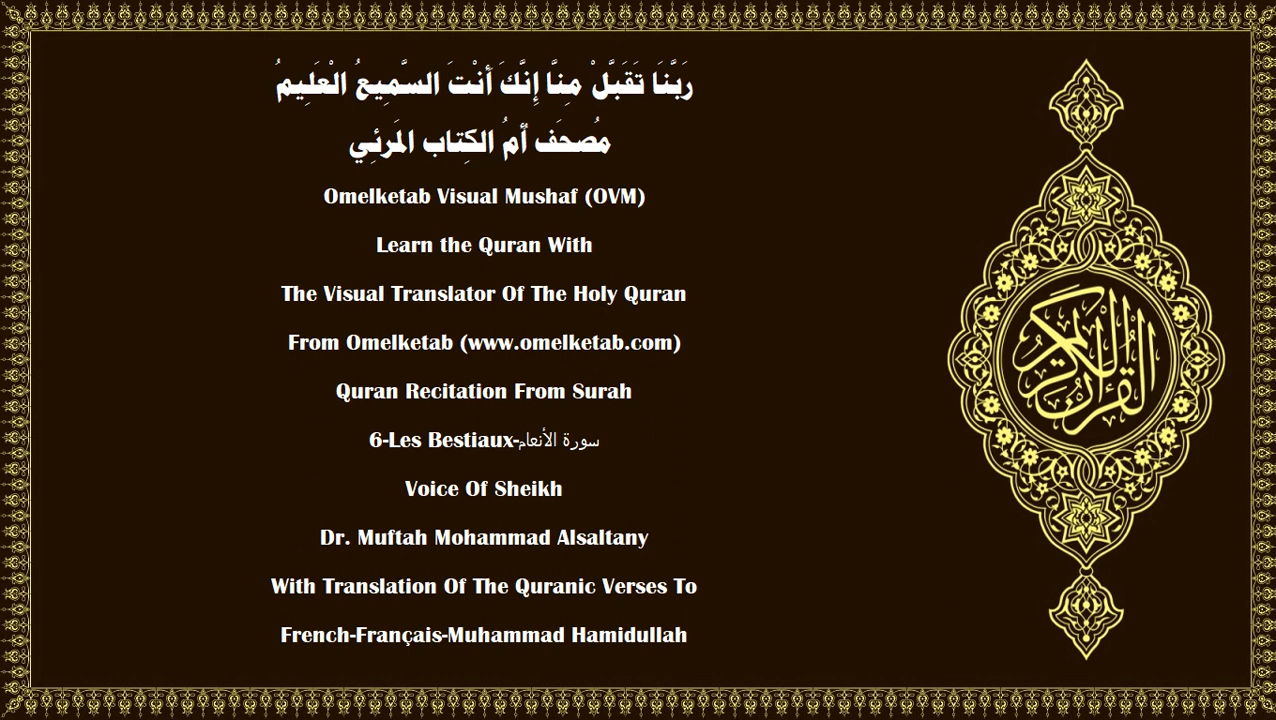 رَبَّنَا تَقَبَّلْ مِنَّا إِنَّكَ أَنْتَ السَّمِيعُ الْعَلِيمُ
مُصحَف أمُ الكِتاب المَرئِي
Omelketab Visual Mushaf (OVM)
Learn the Quran With
The Visual Translator Of The Holy Quran
From Omelketab (www.omelketab.com)
Quran Recitation From Surah
6-Les Bestiaux-سورة الأنعام
Voice Of Sheikh
Dr. Muftah Mohammad Alsaltany
With Translation Of The Quranic Verses To
French-Français-Muhammad Hamidullah
القرآن الكريم